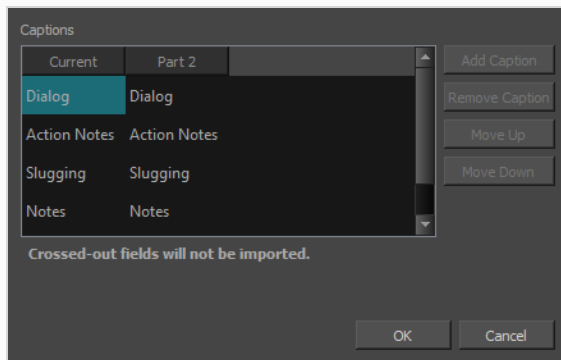 Captions
Current Part 2
Add Caption
Dialog Dialog
Remove Caption
Action Notes Action Notes
Move Up
Slugging Slugging
Move Down
Notes Notes
Crossed-out fields will not be imported.
OK Cancel